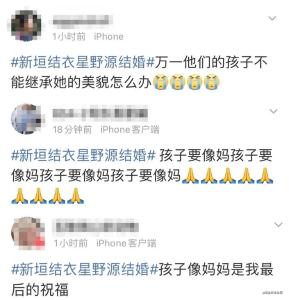 1小时前 iPhone
#新垣结衣星野源结婚#万一他们的孩子不
能继承她的美貌怎么办😭😭😭😭
18分钟前 iPhone客户端
#新垣结衣星野源结婚# 孩子要像妈孩子要
像妈孩子要像妈孩子要像妈🙏🙏🙏🙏🙏
🙏🙏🙏🙏
1小时前 iPhone客户端
#新垣结衣星野源结婚#孩子像妈妈是我最
后的祝福